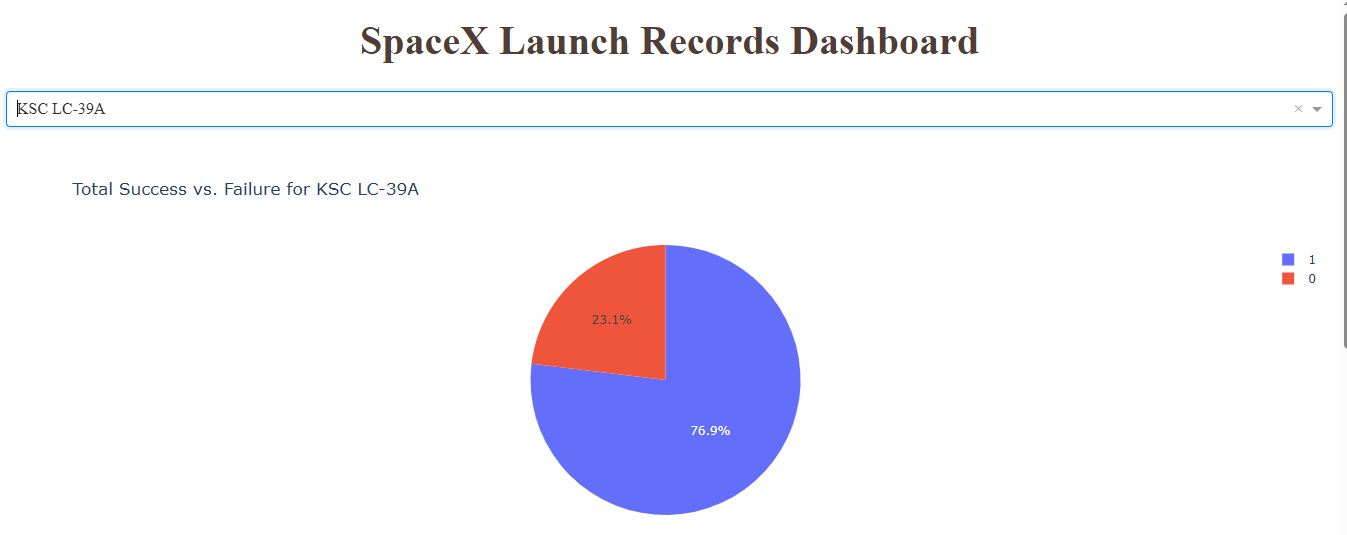 SpaceX Launch Records Dashboard
KSC LC-39A
Total Success vs. Failure for KSC LC-39A
1
0
23.1%
76.9%